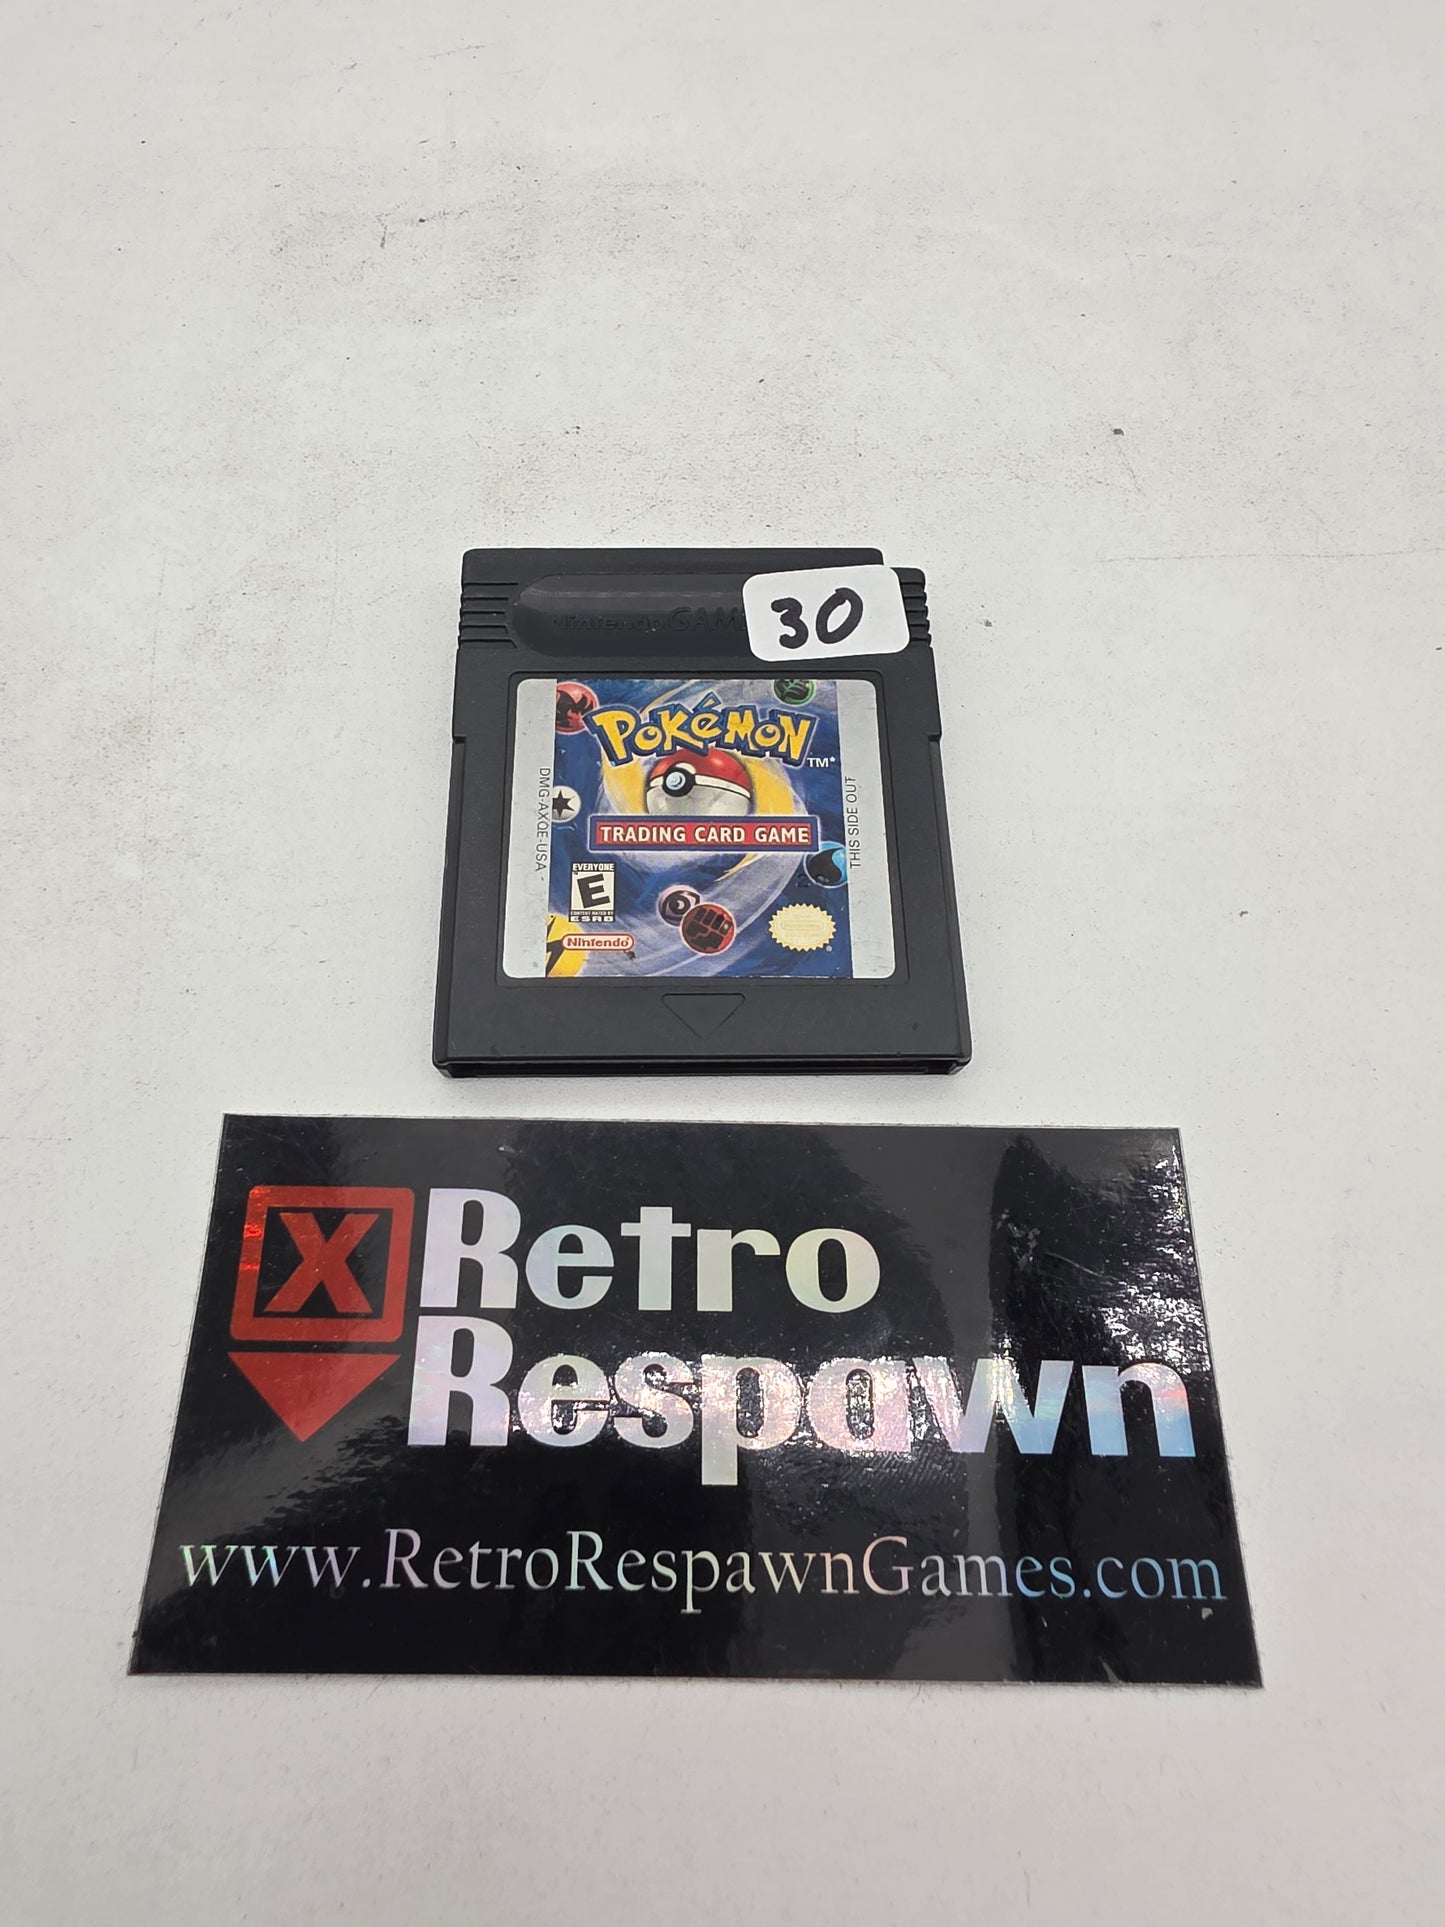 Nintendo GAME
30
POKéMON
TM*
TRADING CARD GAME
DMG-AXQE-USA
THIS SIDE OUT
EVERYONE
E
CONTENT RATED BY
ESRB
Nintendo®
®
X Retro
Respawn
www.RetroRespawnGames.com